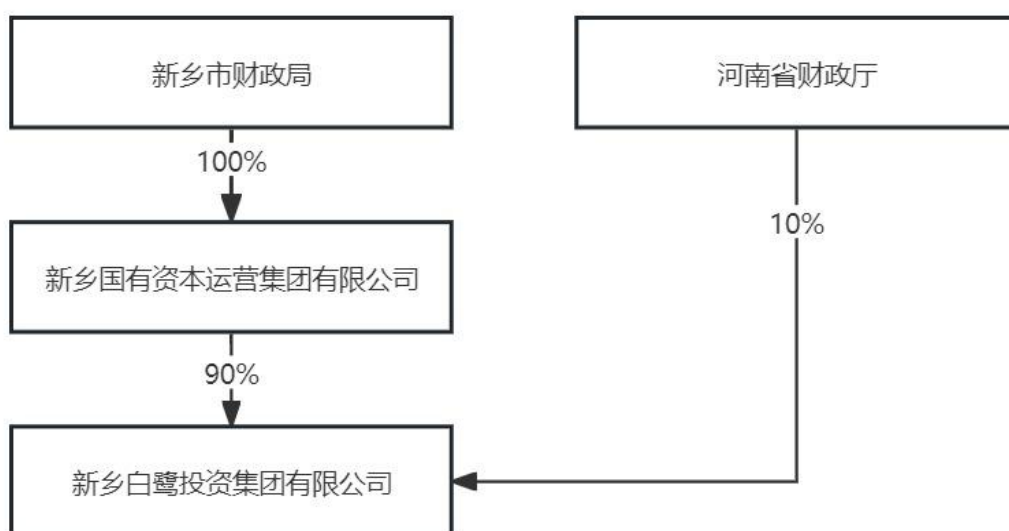 新乡市财政局
河南省财政厅
100%
10%
新乡国有资本运营集团有限公司
90%
新乡白鹭投资集团有限公司